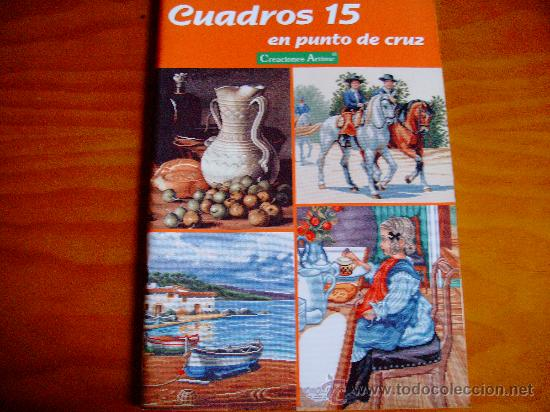 Cuadros 15
en punto de cruz
Creaciones Artime®
www.todocoleccion.net